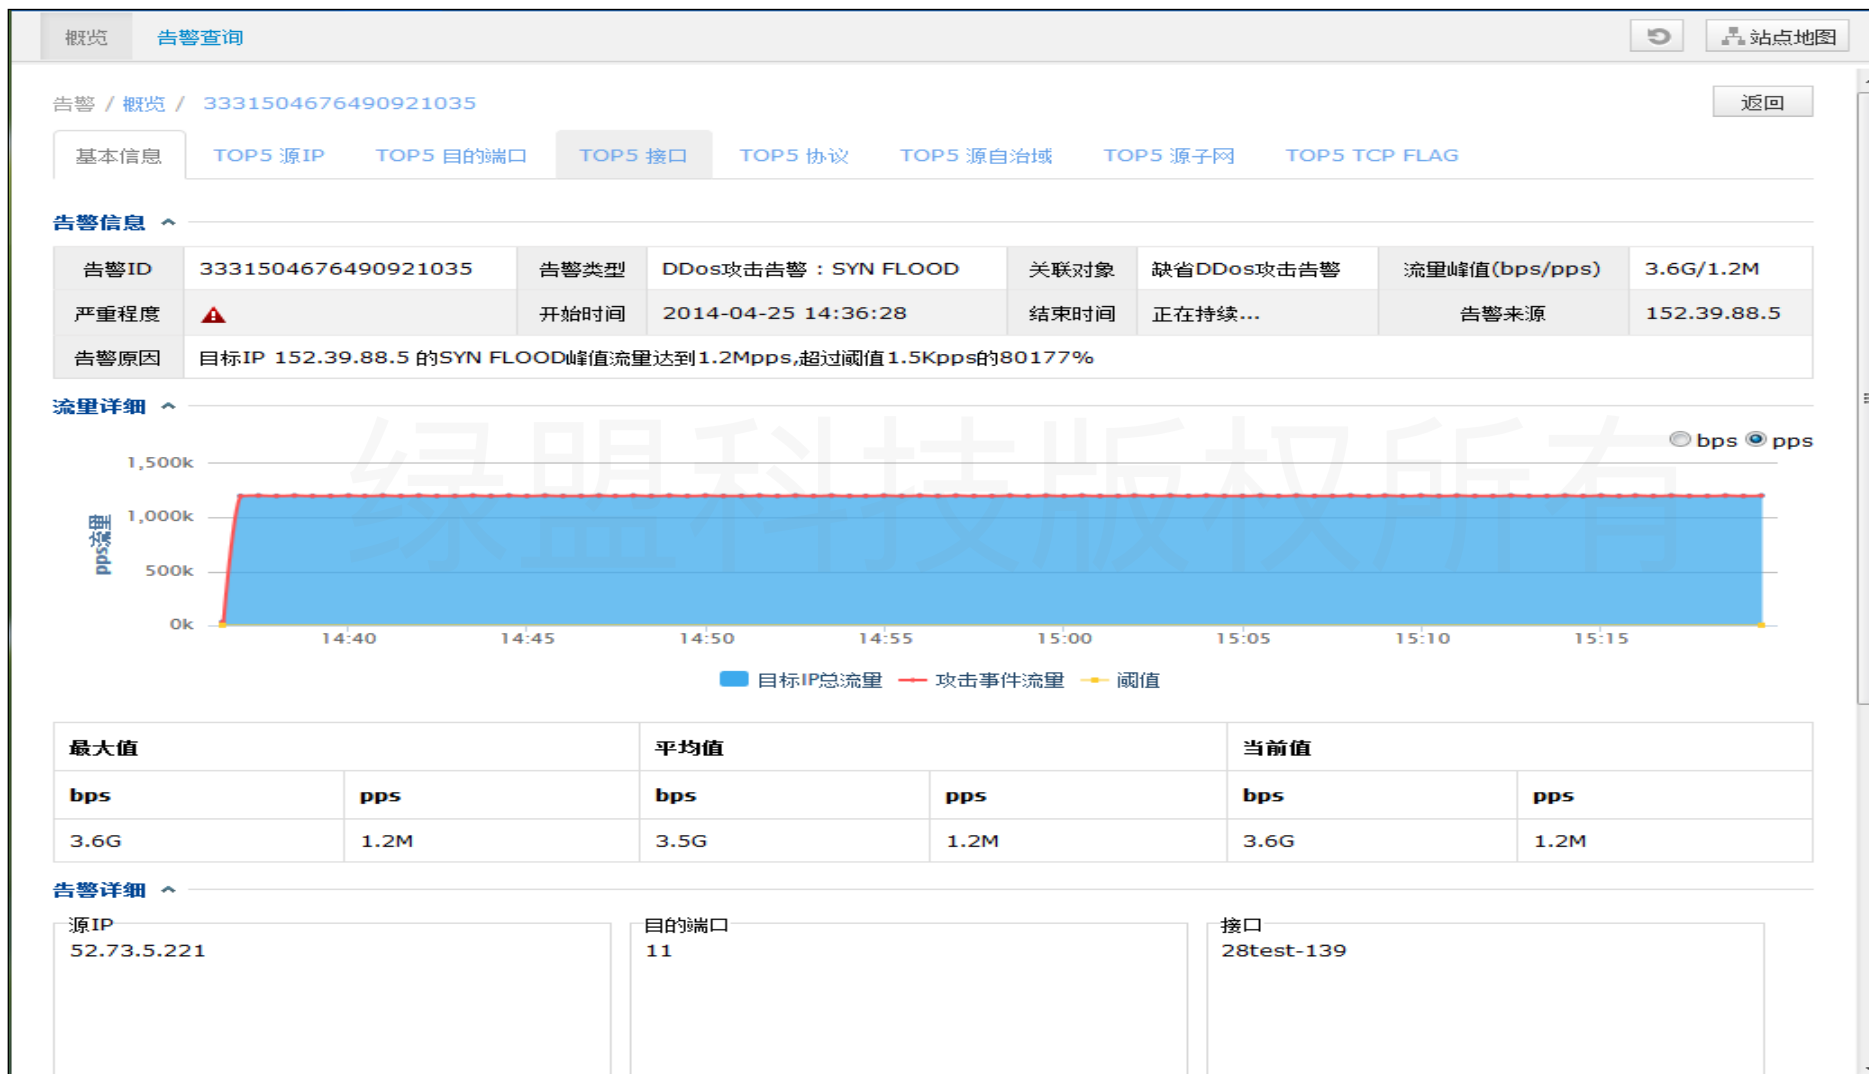 概览 告警查询 站点地图
告警 / 概览 / 3331504676490921035 返回
基本信息 TOP5 源IP TOP5 目的端口 TOP5 接口 TOP5 协议 TOP5 源自治域 TOP5 源子网 TOP5 TCP FLAG
告警信息
告警ID 3331504676490921035 告警类型 DDos攻击告警：SYN FLOOD 关联对象 缺省DDos攻击告警 流量峰值(bps/pps) 3.6G/1.2M
严重程度 开始时间 2014-04-25 14:36:28 结束时间 正在持续... 告警来源 152.39.88.5
告警原因 目标IP 152.39.88.5 的SYN FLOOD峰值流量达到1.2Mpps,超过阈值1.5Kpps的80177%
流量详细
绿盟科技版权所有
bps pps
1,500k
1,000k
500k
0k
pps流量
14:40 14:45 14:50 14:55 15:00 15:05 15:10 15:15
目标IP总流量 攻击事件流量 阈值
最大值 平均值 当前值
bps pps bps pps bps pps
3.6G 1.2M 3.5G 1.2M 3.6G 1.2M
告警详细
源IP 目的端口 接口
52.73.5.221 11 28test-139